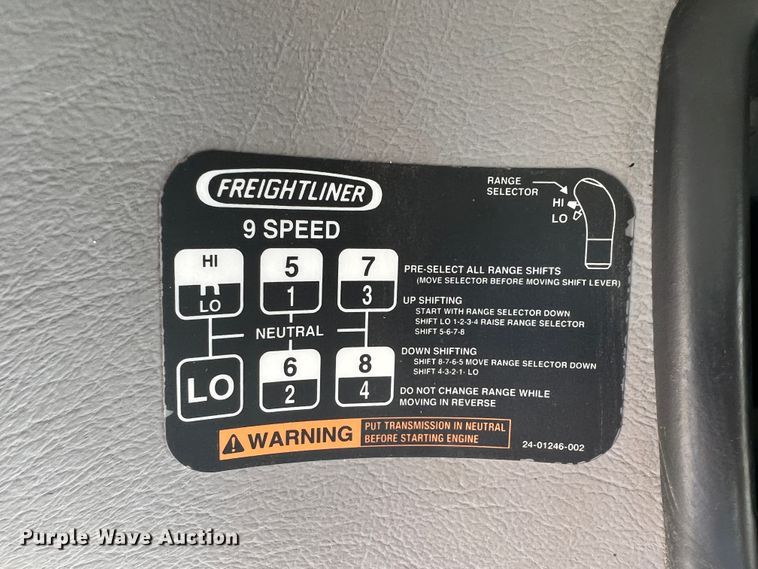 FREIGHTLINER
9 SPEED
RANGE
SELECTOR
HI
LO
HI
R
LO
5
1
7
3
NEUTRAL
LO
6
2
8
4
PRE-SELECT ALL RANGE SHIFTS
(MOVE SELECTOR BEFORE MOVING SHIFT LEVER)
UP SHIFTING
START WITH RANGE SELECTOR DOWN
SHIFT LO 1-2-3-4 RAISE RANGE SELECTOR
SHIFT 5-6-7-8
DOWN SHIFTING
SHIFT 8-7-6-5 MOVE RANGE SELECTOR DOWN
SHIFT 4-3-2-1- LO
DO NOT CHANGE RANGE WHILE
MOVING IN REVERSE
WARNING
PUT TRANSMISSION IN NEUTRAL
BEFORE STARTING ENGINE
24-01246-002
Purple Wave Auction